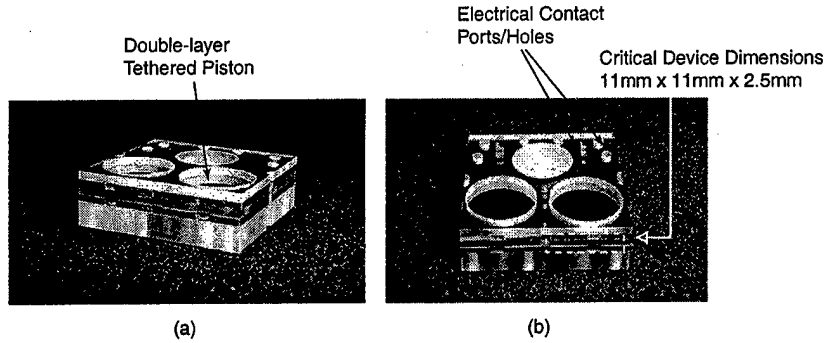 Double-layer
Tethered Piston
Electrical Contact
Ports/Holes
Critical Device Dimensions
11mm x 11mm x 2.5mm
(a)
(b)